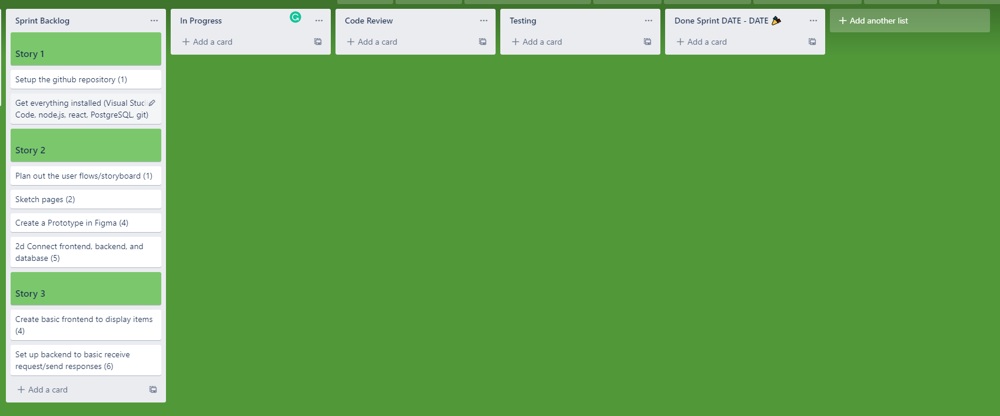 Sprint Backlog
Story 1
Setup the github repository (1)
Get everything installed (Visual Studi
Code, node.js, react, PostgreSQL, git)
Story 2
Plan out the user flows/storyboard (1)
Sketch pages (2)
Create a Prototype in Figma (4)
2d Connect frontend, backend, and
database (5)
Story 3
Create basic frontend to display items
(4)
Set up backend to basic receive
request/send responses (6)
+ Add a card
In Progress
+ Add a card
Code Review
+ Add a card
Testing
+ Add a card
Done Sprint DATE - DATE 🎉
+ Add a card
+ Add another list